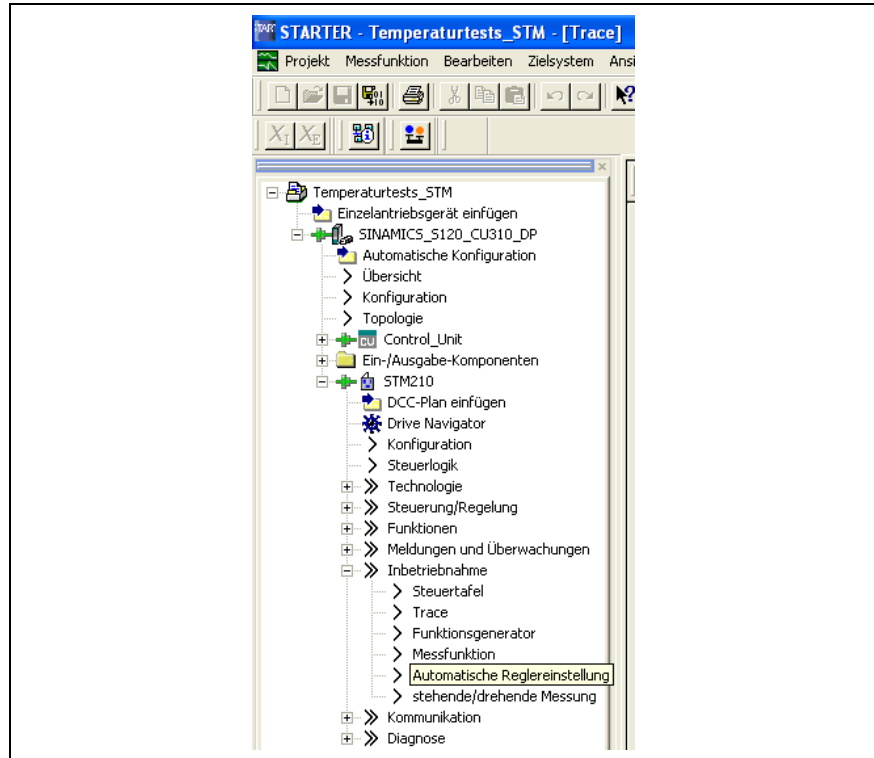 STARTER - Temperaturtests_STM - [Trace]
Projekt Messfunktion Bearbeiten Zielsystem Ansi
Temperaturtests_STM
Einzelantriebsgerät einfügen
SINAMICS_S120_CU310_DP
Automatische Konfiguration
Übersicht
Konfiguration
Topologie
Control_Unit
Ein-/Ausgabe-Komponenten
STM210
DCC-Plan einfügen
Drive Navigator
Konfiguration
Steuerlogik
Technologie
Steuerung/Regelung
Funktionen
Meldungen und Überwachungen
Inbetriebnahme
Steuertafel
Trace
Funktionsgenerator
Messfunktion
Automatische Reglereinstellung
stehende/drehende Messung
Kommunikation
Diagnose